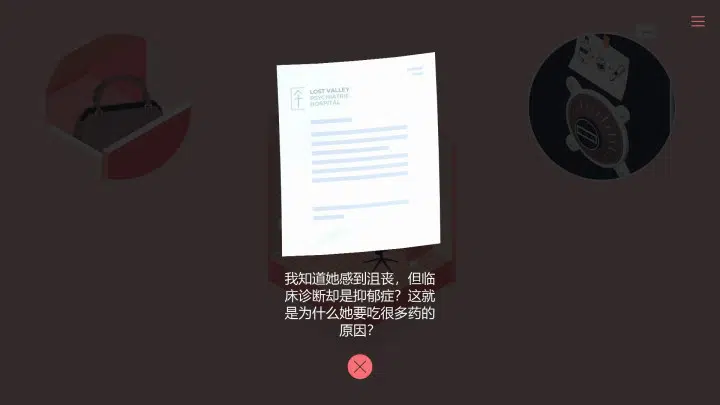 LOST VALLEY
PSYCHIATRIC
HOSPITAL
我知道她感到沮丧，但临
床诊断却是抑郁症？这就
是为什么她要吃很多药的
原因？